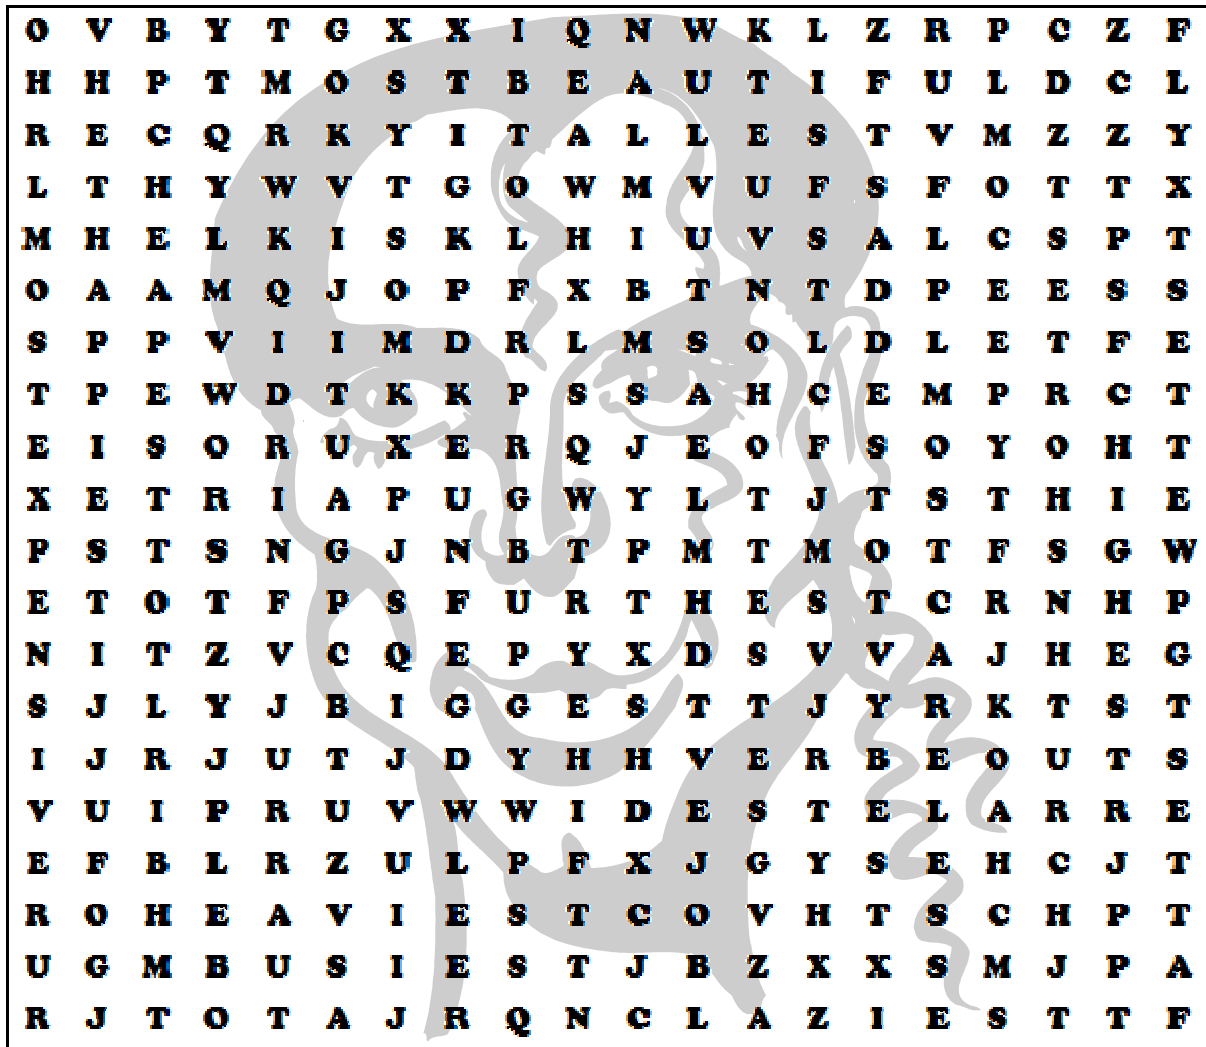 O V B Y T G X X I Q N W K L Z R P C Z F
H H P T M O S T B E A U T I F U L D C L
R E C Q R K Y I T A L L E S T V M Z Z Y
L T H Y W V T G O W M V U F S F O T T X
M H E L K I S K L H I U V S A L C S P T
O A A M Q J O P F X B T N T D P E E S S
S P P V I I M D R L M S O L D L E T F E
T P E W D T K K P S S A H C E M P R C T
E I S O R U X E R Q J E O F S O Y O H T
X E T R I A P U G W Y L T J T S T H I E
P S T S N G J N B T P M T M O T F S G W
E T O T F P S F U R T H E S T C R N H P
N I T Z V C Q E P Y X D S V V A J H E G
S J L Y J B I G G E S T T J Y R K T S T
I J R J U T J D Y H H V E R B E O U T S
V U I P R U V W W I D E S T E L A R R E
E F B L R Z U L P F X J G Y S E H C J T
R O H E A V I E S T C O V H T S C H P T
U G M B U S I E S T J B Z X X S M J P A
R J T O T A J R Q N C L A Z I E S T T F